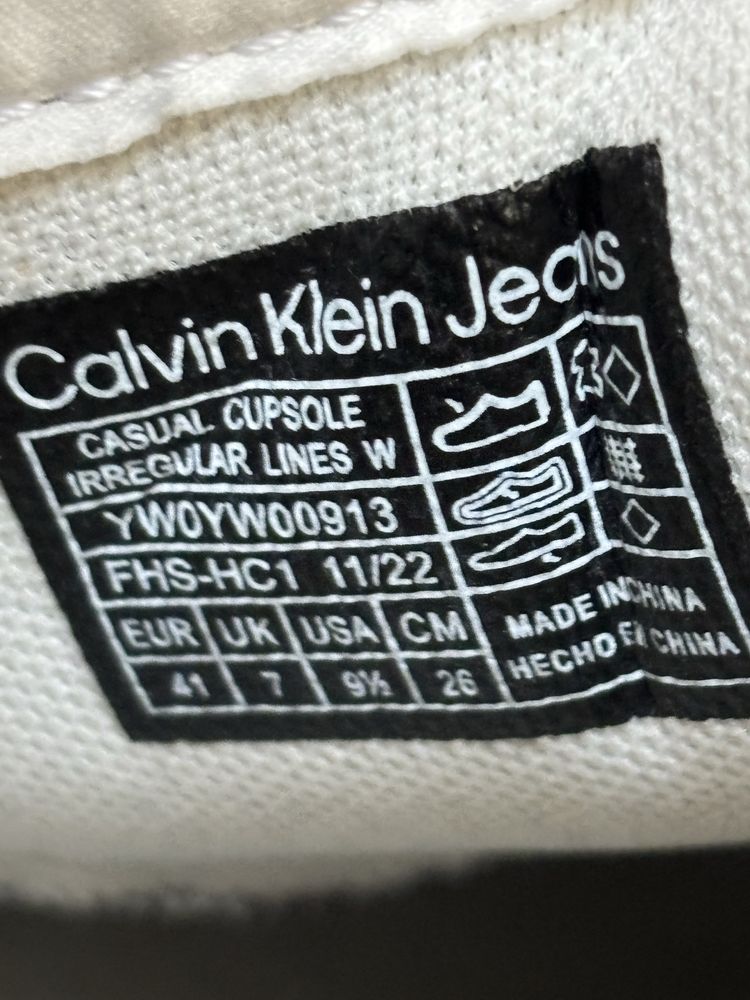 Calvin Klein Jeans
CASUAL CUPSOLE
IRREGULAR LINES W
YW0YW00913
FHS-HC1 11/22
EUR UK USA CM
41 7 9½ 26
MADE IN CHINA
HECHO EN CHINA